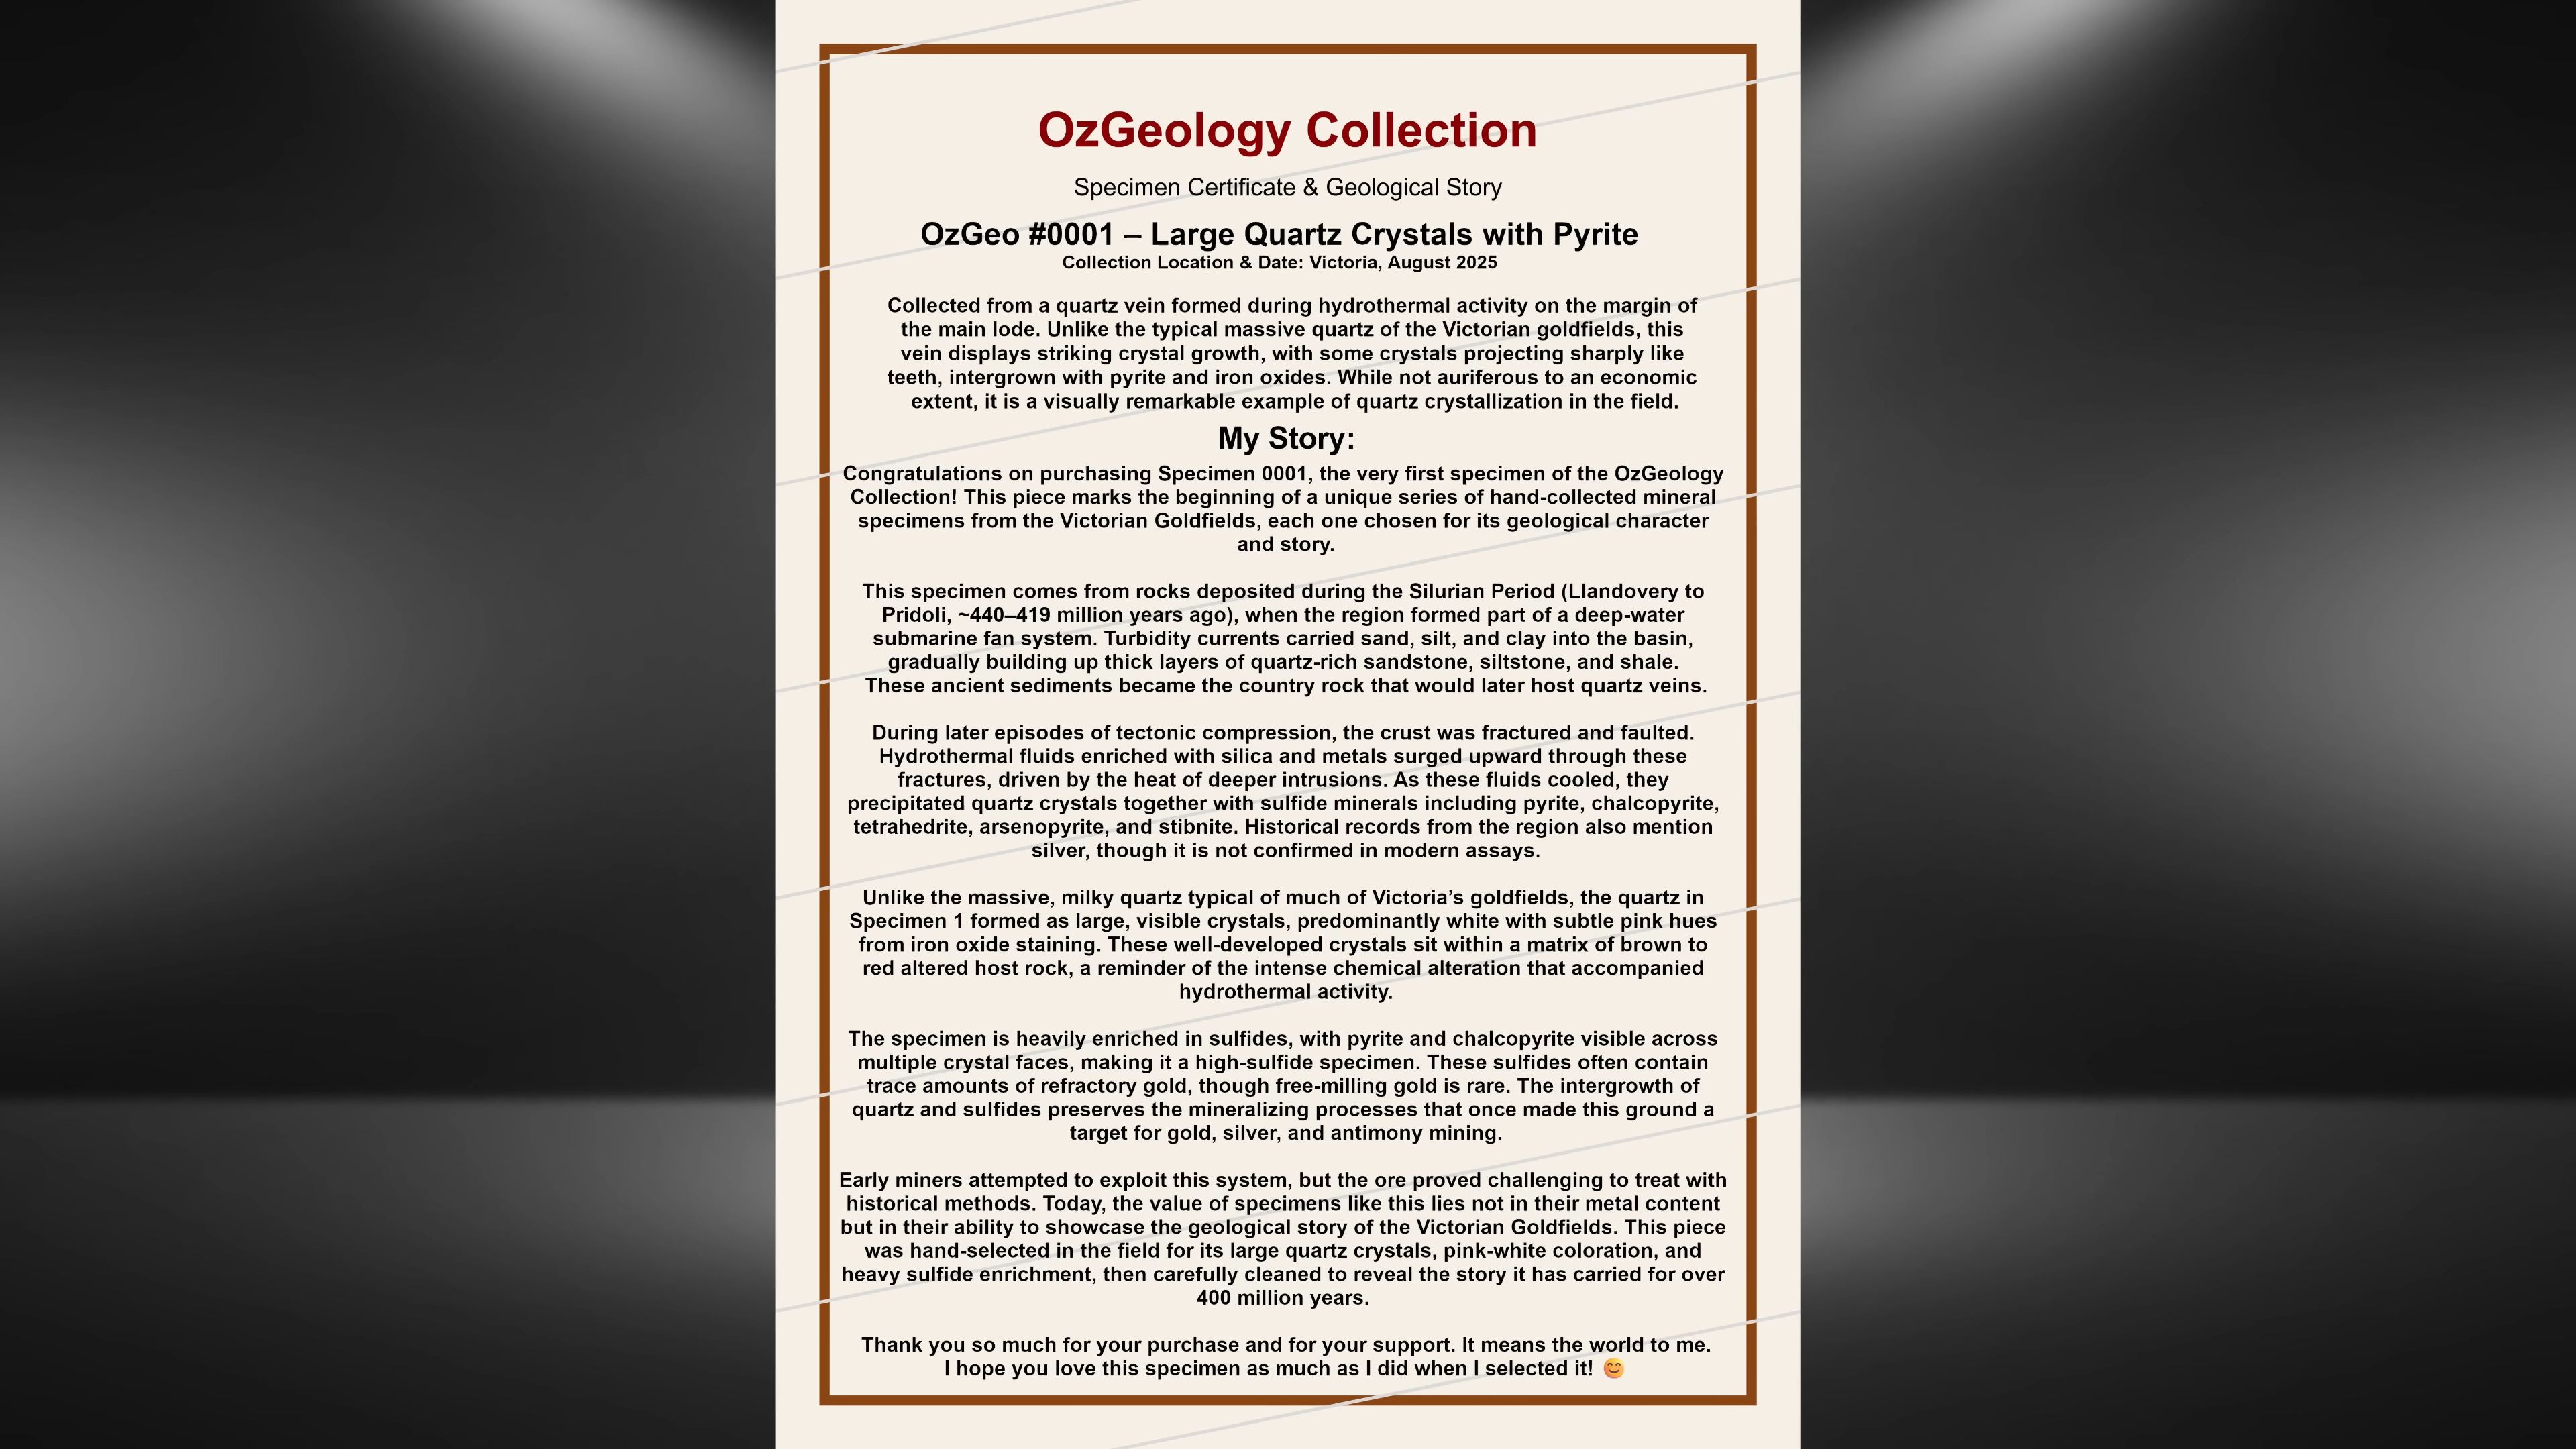 OzGeology Collection
Specimen Certificate & Geological Story
OzGeo #0001 – Large Quartz Crystals with Pyrite
Collection Location & Date: Victoria, August 2025
Collected from a quartz vein formed during hydrothermal activity on the margin of
the main lode. Unlike the typical massive quartz of the Victorian goldfields, this
vein displays striking crystal growth, with some crystals projecting sharply like
teeth, intergrown with pyrite and iron oxides. While not auriferous to an economic
extent, it is a visually remarkable example of quartz crystallization in the field.
My Story:
Congratulations on purchasing Specimen 0001, the very first specimen of the OzGeology
Collection! This piece marks the beginning of a unique series of hand-collected mineral
specimens from the Victorian Goldfields, each one chosen for its geological character
and story.
This specimen comes from rocks deposited during the Silurian Period (Llandovery to
Pridoli, ~440–419 million years ago), when the region formed part of a deep-water
submarine fan system. Turbidity currents carried sand, silt, and clay into the basin,
gradually building up thick layers of quartz-rich sandstone, siltstone, and shale.
These ancient sediments became the country rock that would later host quartz veins.
During later episodes of tectonic compression, the crust was fractured and faulted.
Hydrothermal fluids enriched with silica and metals surged upward through these
fractures, driven by the heat of deeper intrusions. As these fluids cooled, they
precipitated quartz crystals together with sulfide minerals including pyrite, chalcopyrite,
tetrahedrite, arsenopyrite, and stibnite. Historical records from the region also mention
silver, though it is not confirmed in modern assays.
Unlike the massive, milky quartz typical of much of Victoria’s goldfields, the quartz in
Specimen 1 formed as large, visible crystals, predominantly white with subtle pink hues
from iron oxide staining. These well-developed crystals sit within a matrix of brown to
red altered host rock, a reminder of the intense chemical alteration that accompanied
hydrothermal activity.
The specimen is heavily enriched in sulfides, with pyrite and chalcopyrite visible across
multiple crystal faces, making it a high-sulfide specimen. These sulfides often contain
trace amounts of refractory gold, though free-milling gold is rare. The intergrowth of
quartz and sulfides preserves the mineralizing processes that once made this ground a
target for gold, silver, and antimony mining.
Early miners attempted to exploit this system, but the ore proved challenging to treat with
historical methods. Today, the value of specimens like this lies not in their metal content
but in their ability to showcase the geological story of the Victorian Goldfields. This piece
was hand-selected in the field for its large quartz crystals, pink-white coloration, and
heavy sulfide enrichment, then carefully cleaned to reveal the story it has carried for over
400 million years.
Thank you so much for your purchase and for your support. It means the world to me.
I hope you love this specimen as much as I did when I selected it! 😊